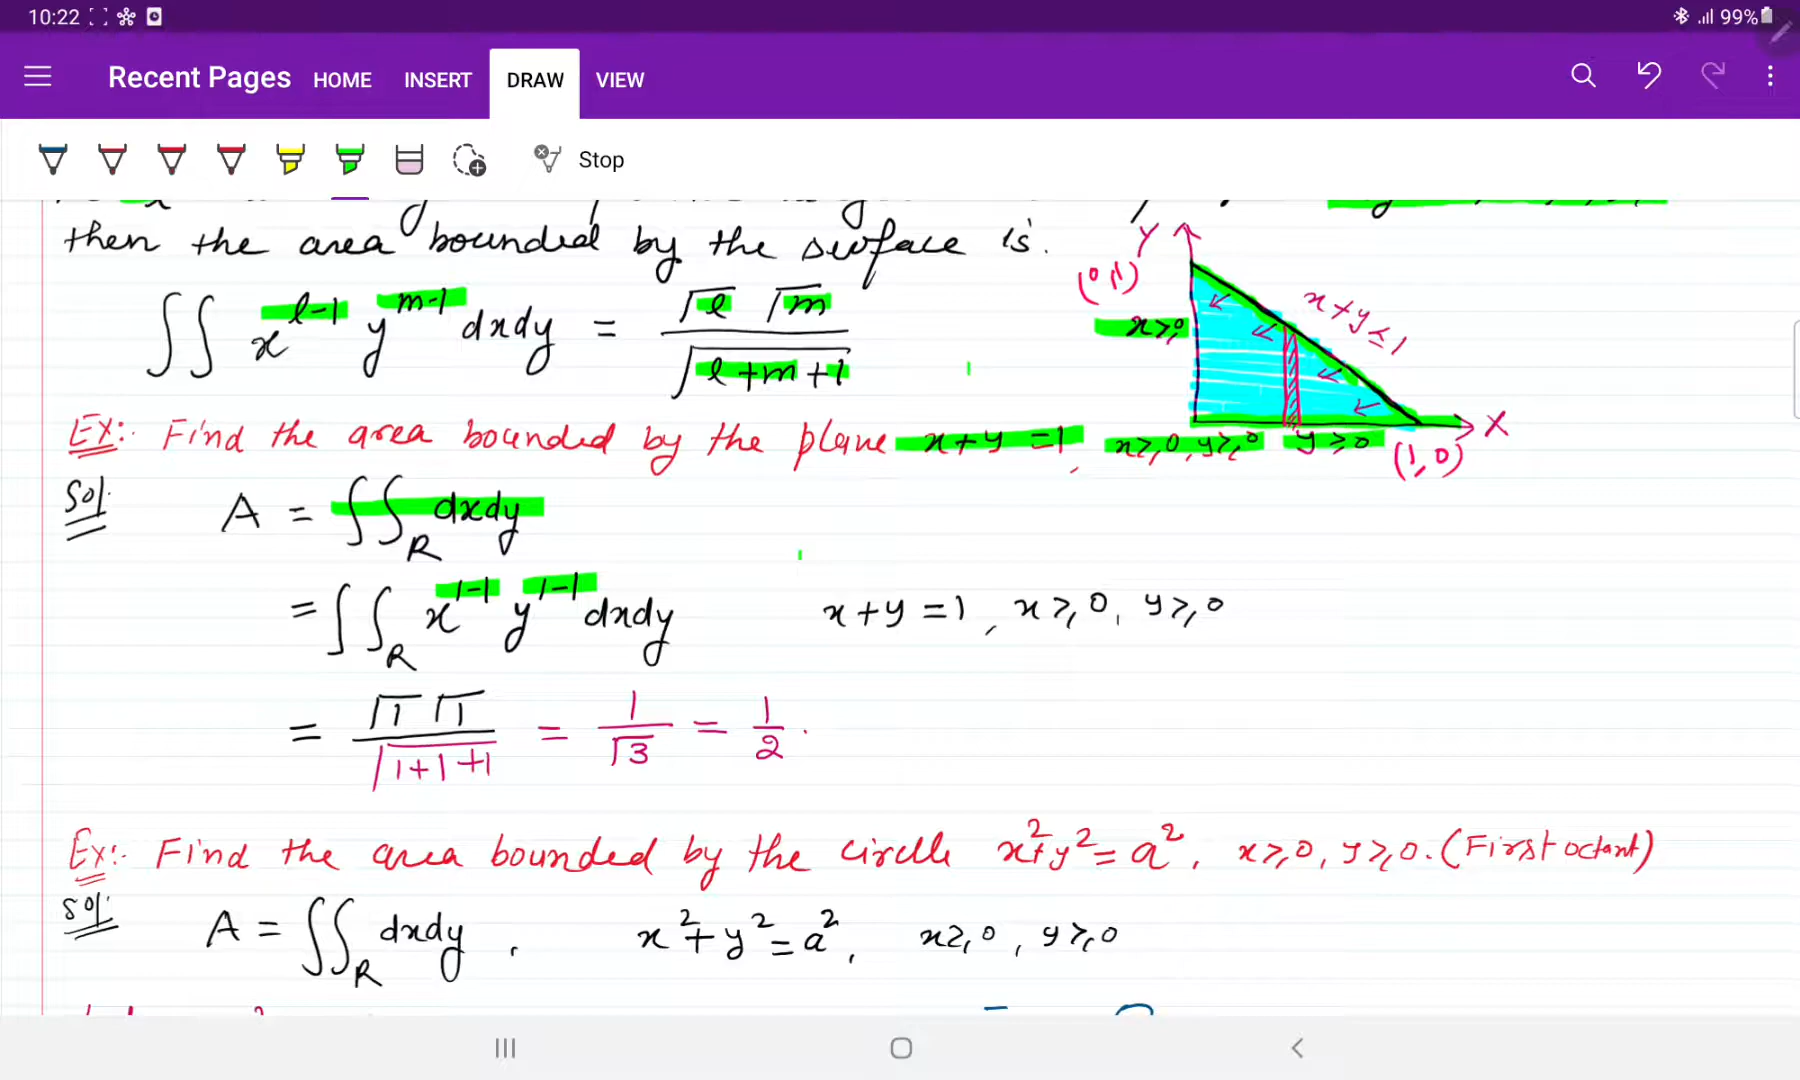 10:22 99%
Recent Pages HOME INSERT DRAW VIEW
Stop
then the area bounded by the surface is.
Y
(0,1)
x≥0
x+y≤1
∫∫ x^{l-1} y^{m-1} dxdy = Γl Γm / Γ(l+m+1)
X
Ex:- Find the area bounded by the plane x+y=1, x≥0, y≥0 y≥0 (1,0)
Sol. A = ∫∫_R dxdy
= ∫∫_R x^{1-1} y^{1-1} dxdy x+y=1, x≥0, y≥0
= Γ1 Γ1 / Γ(1+1+1) = 1/Γ3 = 1/2.
Ex:- Find the area bounded by the circle x²+y²=a², x≥0, y≥0. (First octant)
Sol. A = ∫∫_R dxdy, x²+y²=a², x≥0, y≥0